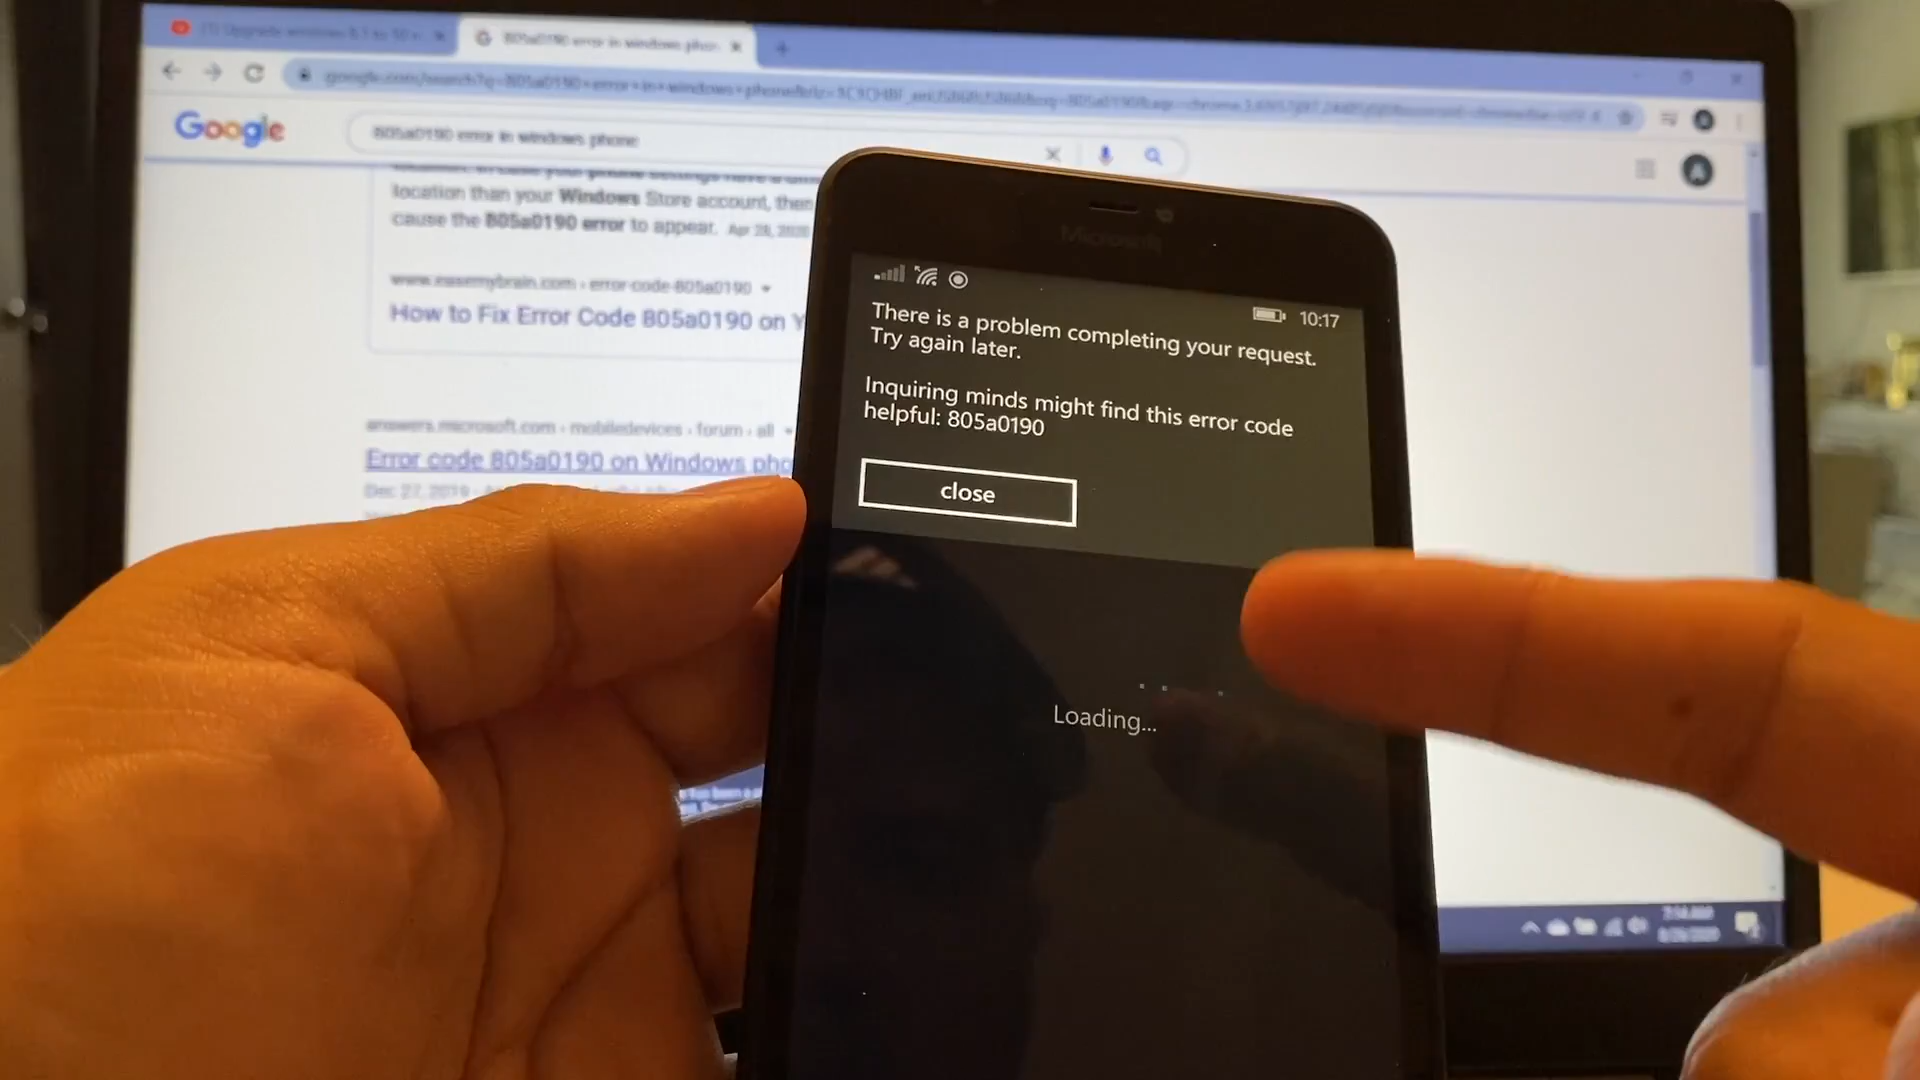 805a0190 error in windows phone
Google
805a0190 error in windows phone
location than your Windows Store account, then
cause the 805a0190 error to appear. Apr 28, 2020
www.easemybrain.com › error-code-805a0190
How to Fix Error Code 805a0190 on Y
answers.microsoft.com › mobiledevices › forum › all
Error code 805a0190 on Windows pho
Dec 27, 2019
A
Microsoft
10:17
There is a problem completing your request.
Try again later.
Inquiring minds might find this error code
helpful: 805a0190
close
Loading...